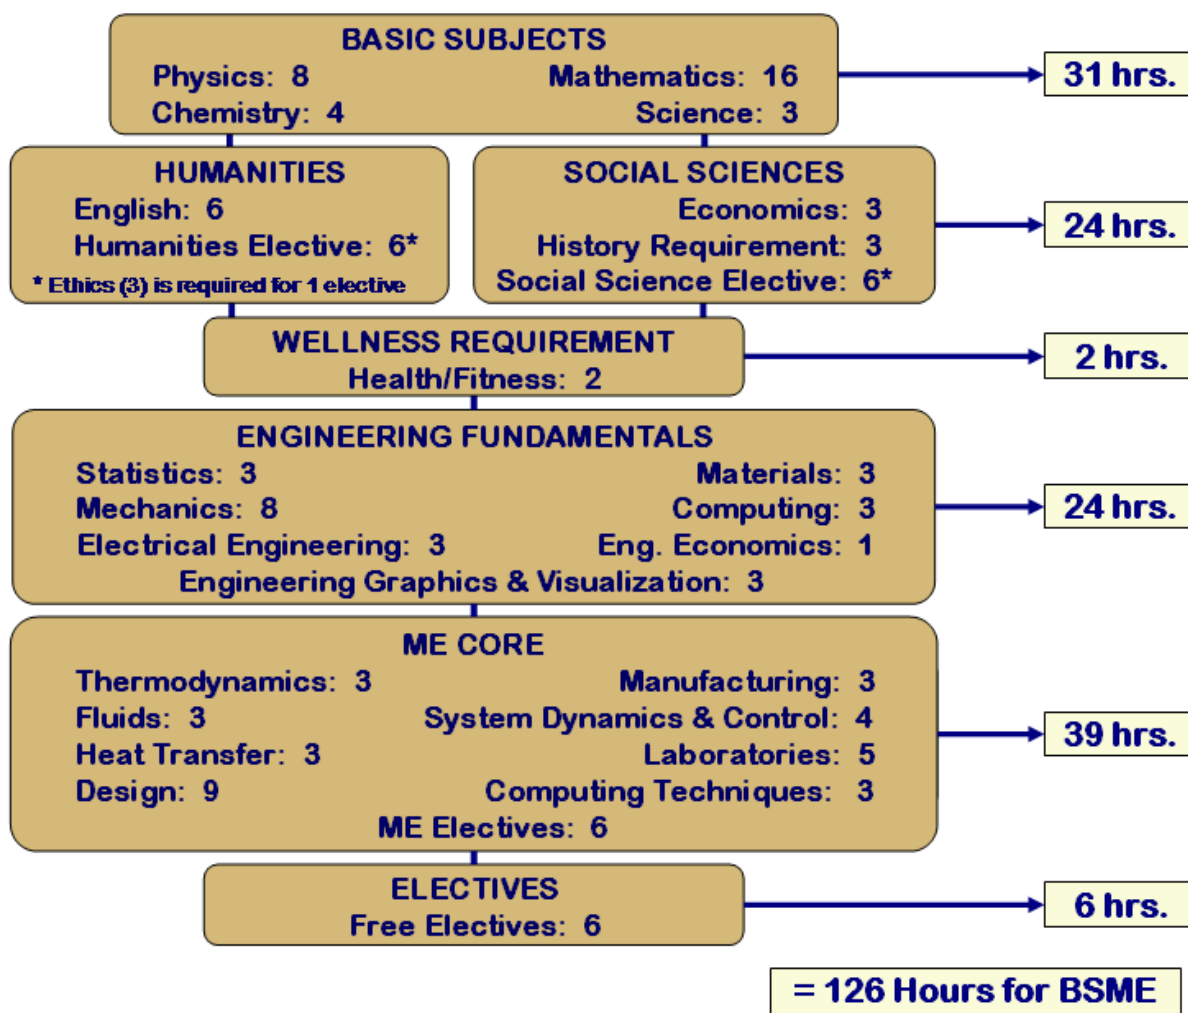 BASIC SUBJECTS
Physics: 8 Mathematics: 16
Chemistry: 4 Science: 3
31 hrs.
HUMANITIES
English: 6
Humanities Elective: 6*
* Ethics (3) is required for 1 elective
SOCIAL SCIENCES
Economics: 3
History Requirement: 3
Social Science Elective: 6*
24 hrs.
WELLNESS REQUIREMENT
Health/Fitness: 2
2 hrs.
ENGINEERING FUNDAMENTALS
Statistics: 3 Materials: 3
Mechanics: 8 Computing: 3
Electrical Engineering: 3 Eng. Economics: 1
Engineering Graphics & Visualization: 3
24 hrs.
ME CORE
Thermodynamics: 3 Manufacturing: 3
Fluids: 3 System Dynamics & Control: 4
Heat Transfer: 3 Laboratories: 5
Design: 9 Computing Techniques: 3
ME Electives: 6
39 hrs.
ELECTIVES
Free Electives: 6
6 hrs.
= 126 Hours for BSME